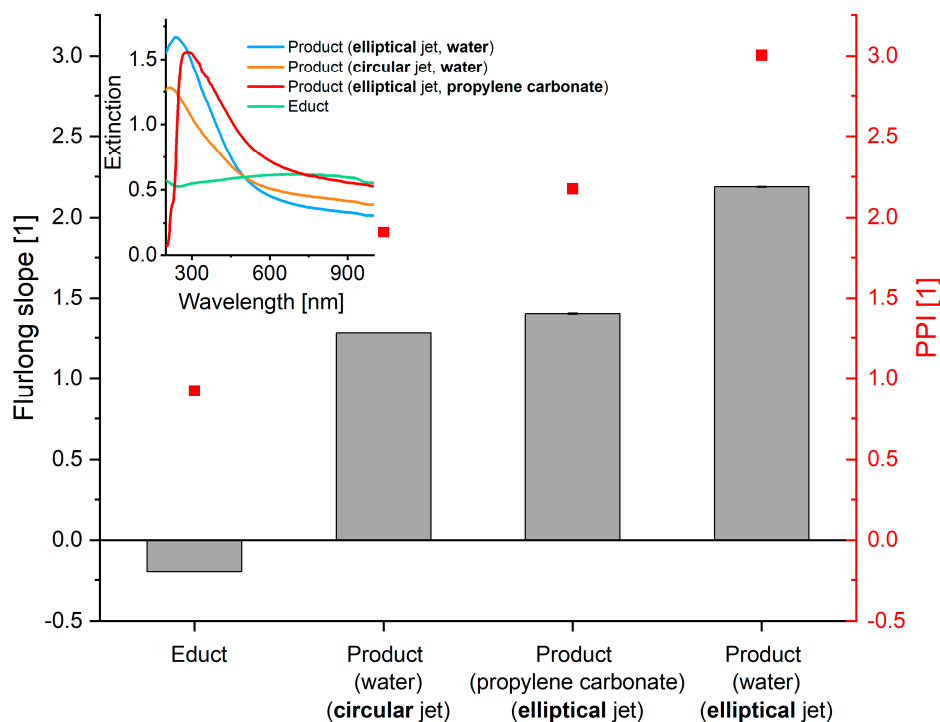 Flurlong slope [1]
3.0
2.5
2.0
1.5
1.0
0.5
0.0
-0.5
Extinction
1.5
1.0
0.5
0.0
300 600 900
Wavelength [nm]
Product (elliptical jet, water)
Product (circular jet, water)
Product (elliptical jet, propylene carbonate)
Educt
3.0
2.5
2.0
1.5
1.0
0.5
0.0
-0.5
PPI [1]
Educt
Product
(water)
(circular jet)
Product
(propylene carbonate)
(elliptical jet)
Product
(water)
(elliptical jet)